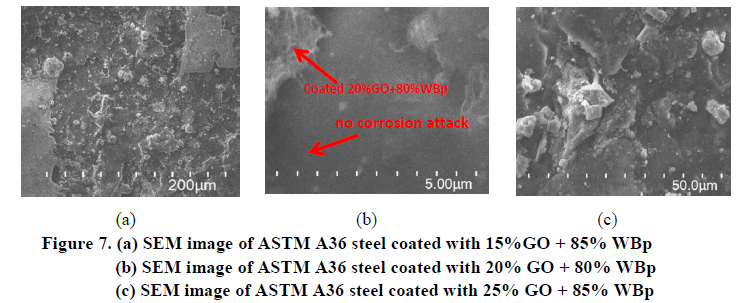 Coated 20%GO+80%WBp
no corrosion attack
200µm
5.00µm
50.0µm
(a)
(b)
(c)
Figure 7. (a) SEM image of ASTM A36 steel coated with 15%GO + 85% WBp
(b) SEM image of ASTM A36 steel coated with 20% GO + 80% WBp
(c) SEM image of ASTM A36 steel coated with 25% GO + 85% WBp